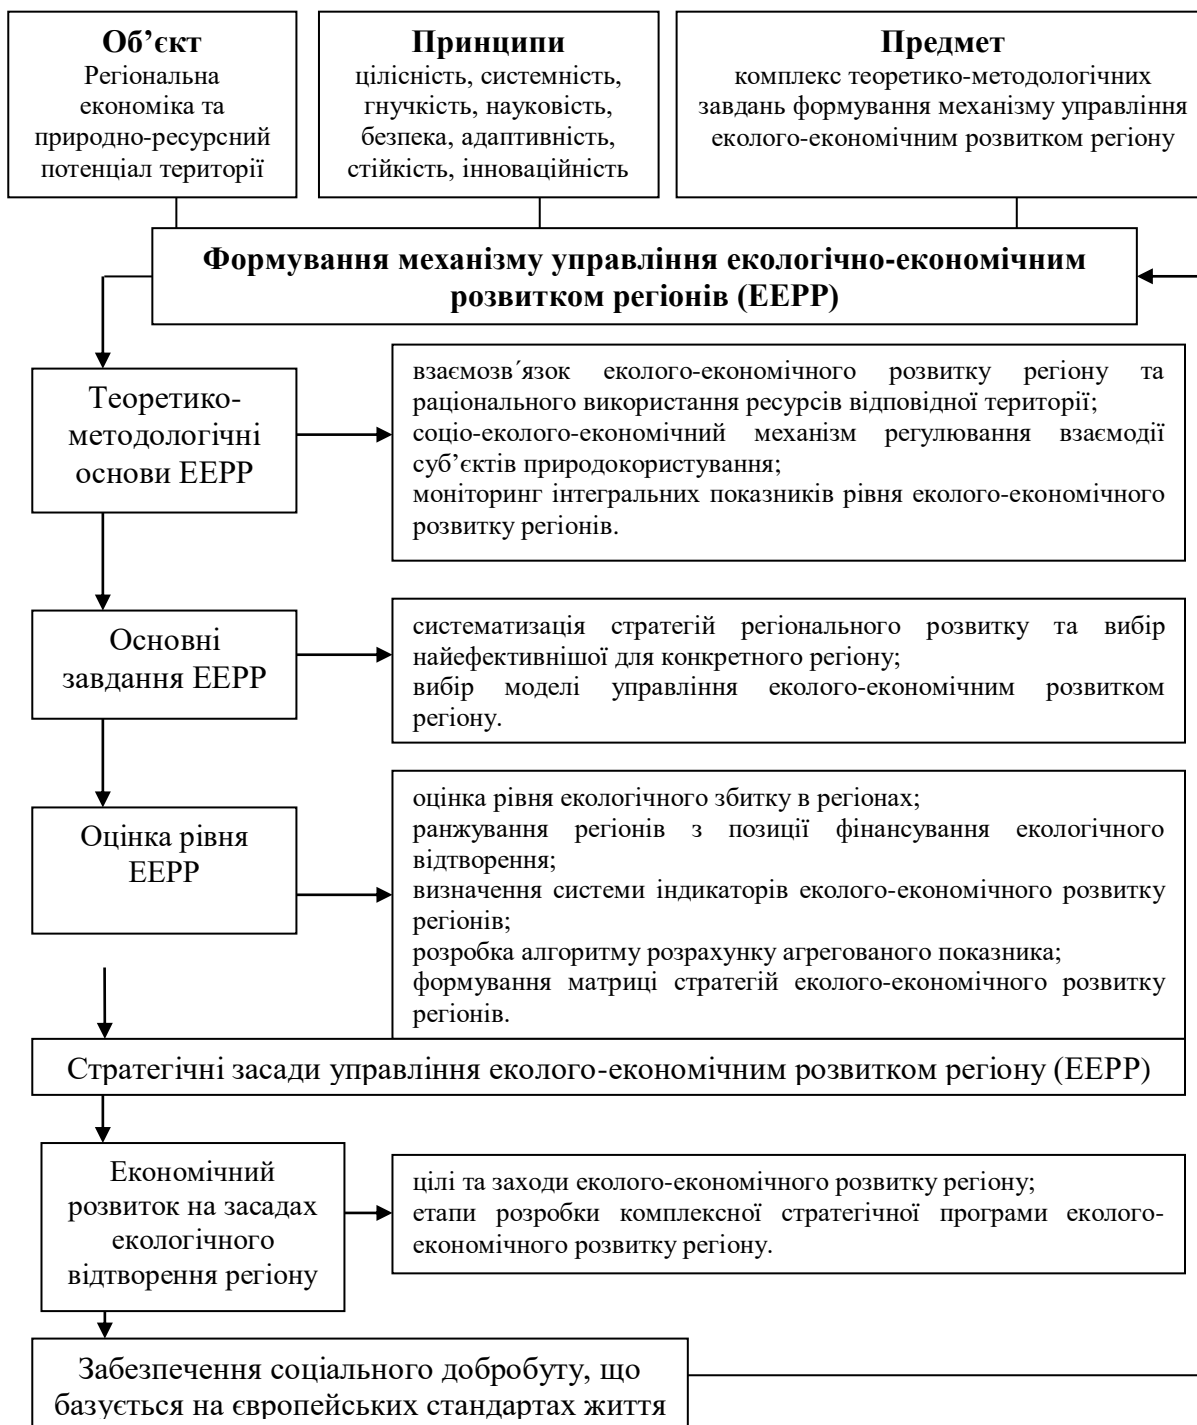 Об’єкт
Регіональна
економіка та
природно-ресурсний
потенціал території
Принципи
цілісність, системність,
гнучкість, науковість,
безпека, адаптивність,
стійкість, інноваційність
Предмет
комплекс теоретико-методологічних
завдань формування механізму управління
еколого-економічним розвитком регіону
Формування механізму управління екологічно-економічним
розвитком регіонів (ЕЕРР)
Теоретико-
методологічні
основи ЕЕРР
взаємозв´язок еколого-економічного розвитку регіону та
раціонального використання ресурсів відповідної території;
соціо-еколого-економічний механізм регулювання взаємодії
суб’єктів природокористування;
моніторинг інтегральних показників рівня еколого-економічного
розвитку регіонів.
Основні
завдання ЕЕРР
систематизація стратегій регіонального розвитку та вибір
найефективнішої для конкретного регіону;
вибір моделі управління еколого-економічним розвитком
регіону.
Оцінка рівня
ЕЕРР
оцінка рівня екологічного збитку в регіонах;
ранжування регіонів з позиції фінансування екологічного
відтворення;
визначення системи індикаторів еколого-економічного розвитку
регіонів;
розробка алгоритму розрахунку агрегованого показника;
формування матриці стратегій еколого-економічного розвитку
регіонів.
Стратегічні засади управління еколого-економічним розвитком регіону (ЕЕРР)
Економічний
розвиток на засадах
екологічного
відтворення регіону
цілі та заходи еколого-економічного розвитку регіону;
етапи розробки комплексної стратегічної програми еколого-
економічного розвитку регіону.
Забезпечення соціального добробуту, що
базується на європейських стандартах життя